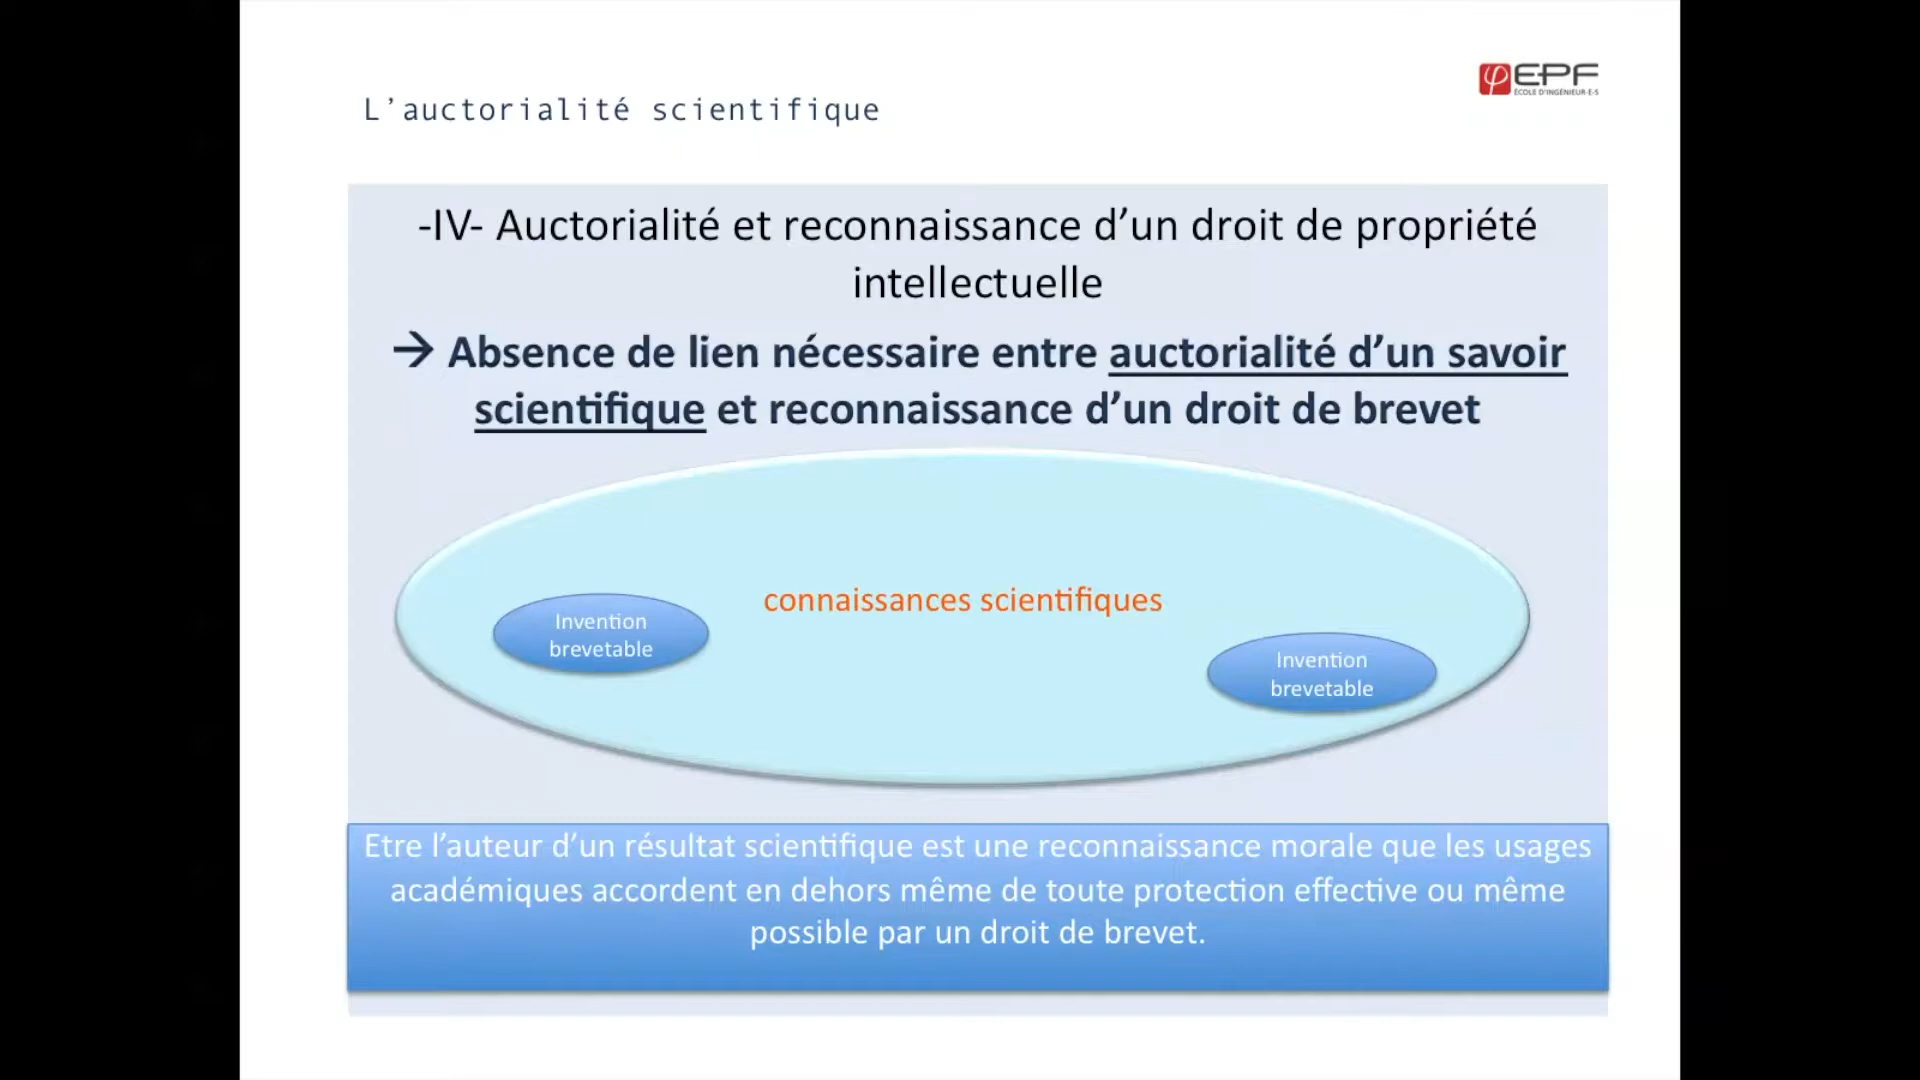 L’auctorialité scientifique
EPF
ECOLE D'INGENIEUR·E·S
-IV- Auctorialité et reconnaissance d’un droit de propriété
intellectuelle
→ Absence de lien nécessaire entre auctorialité d’un savoir
scientifique et reconnaissance d’un droit de brevet
connaissances scientifiques
Invention
brevetable
Invention
brevetable
Etre l’auteur d’un résultat scientifique est une reconnaissance morale que les usages
académiques accordent en dehors même de toute protection effective ou même
possible par un droit de brevet.